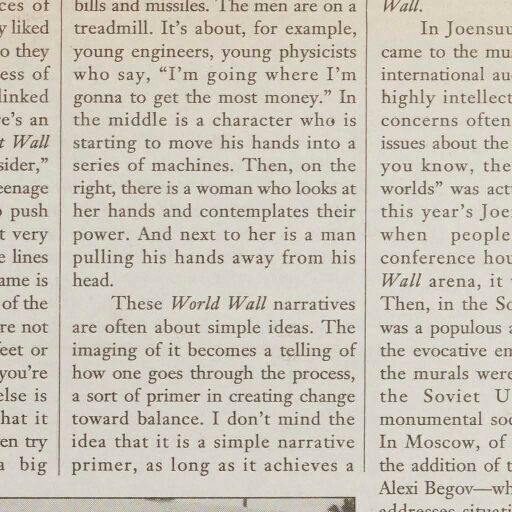 ces of
y liked
o they
ess of
linked
re's an
t Wall
sider,"
eenage
push
t very
e lines
ame is
of the
re not
eet or
you're
else is
hat it
en try
a big
bills and missiles. The men are on a
treadmill. It's about, for example,
young engineers, young physicists
who say, "I'm going where I'm
gonna to get the most money." In
the middle is a character who is
starting to move his hands into a
series of machines. Then, on the
right, there is a woman who looks at
her hands and contemplates their
power. And next to her is a man
pulling his hands away from his
head.
These World Wall narratives
are often about simple ideas. The
imaging of it becomes a telling of
how one goes through the process,
a sort of primer in creating change
toward balance. I don't mind the
idea that it is a simple narrative
primer, as long as it achieves a
Wall.
In Joensuu
came to the mu
international au
highly intellect
concerns often
issues about the
you know, the
worlds" was act
this year's Joe
when people
conference hou
Wall arena, it
Then, in the So
was a populous a
the evocative em
the murals were
the Soviet U
monumental soc
In Moscow, of
the addition of t
Alexi Begov—wh
addresses situati